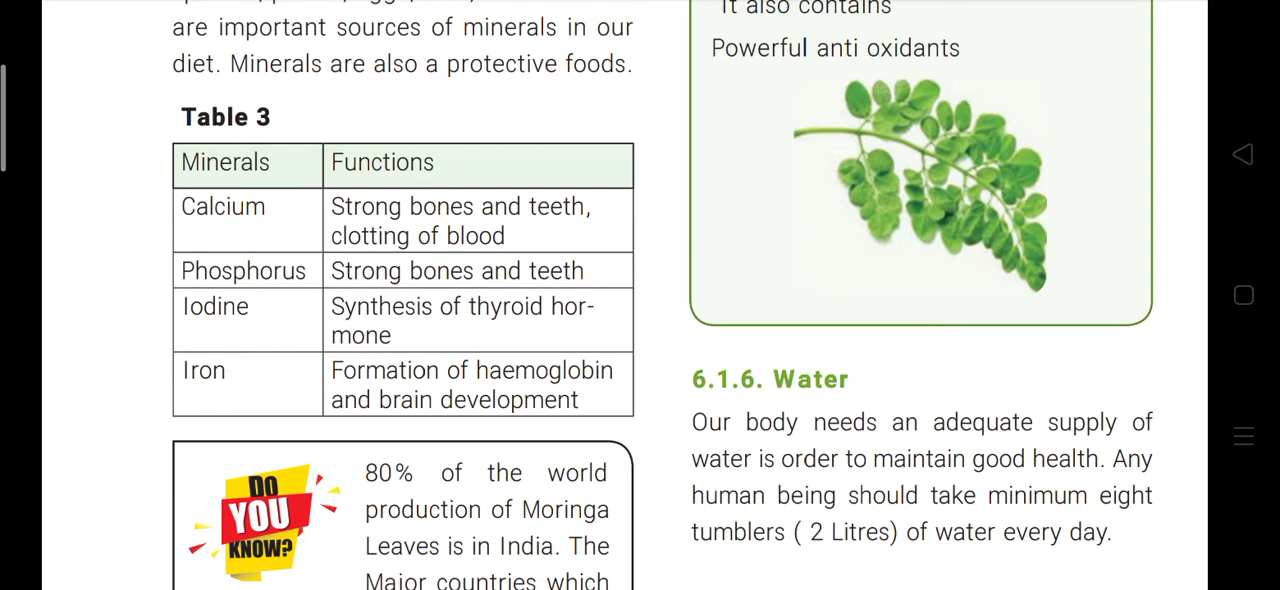 are important sources of minerals in our
diet. Minerals are also a protective foods.
Table 3
Minerals Functions
Calcium Strong bones and teeth,
clotting of blood
Phosphorus Strong bones and teeth
Iodine Synthesis of thyroid hor-
mone
Iron Formation of haemoglobin
and brain development
DO
YOU
KNOW?
80% of the world
production of Moringa
Leaves is in India. The
Major countries which
It also contains
Powerful anti oxidants
6.1.6. Water
Our body needs an adequate supply of
water is order to maintain good health. Any
human being should take minimum eight
tumblers ( 2 Litres) of water every day.